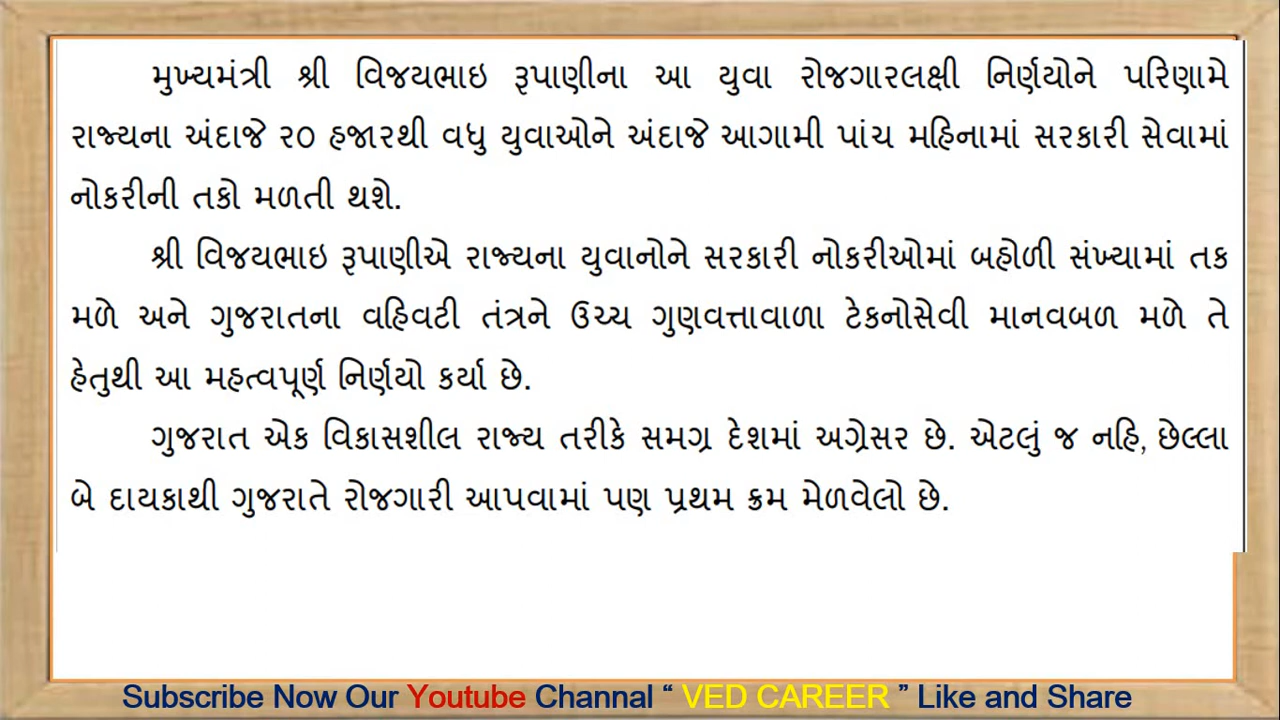 મુખ્યમંત્રી શ્રી વિજયભાઇ રૂપાણીના આ યુવા રોજગારલક્ષી નિર્ણયોને પરિણામે
રાજ્યના અંદાજે ૨૦ હજારથી વધુ યુવાઓને અંદાજે આગામી પાંચ મહિનામાં સરકારી સેવામાં
નોકરીની તકો મળતી થશે.
શ્રી વિજયભાઇ રૂપાણીએ રાજ્યના યુવાનોને સરકારી નોકરીઓમાં બહોળી સંખ્યામાં તક
મળે અને ગુજરાતના વહિવટી તંત્રને ઉચ્ચ ગુણવત્તાવાળા ટેકનોસેવી માનવબળ મળે તે
હેતુથી આ મહત્વપૂર્ણ નિર્ણયો કર્યા છે.
ગુજરાત એક વિકાસશીલ રાજ્ય તરીકે સમગ્ર દેશમાં અગ્રેસર છે. એટલું જ નહિ, છેલ્લા
બે દાયકાથી ગુજરાતે રોજગારી આપવામાં પણ પ્રથમ ક્રમ મેળવેલો છે.
Subscribe Now Our Youtube Channal “ VED CAREER ” Like and Share